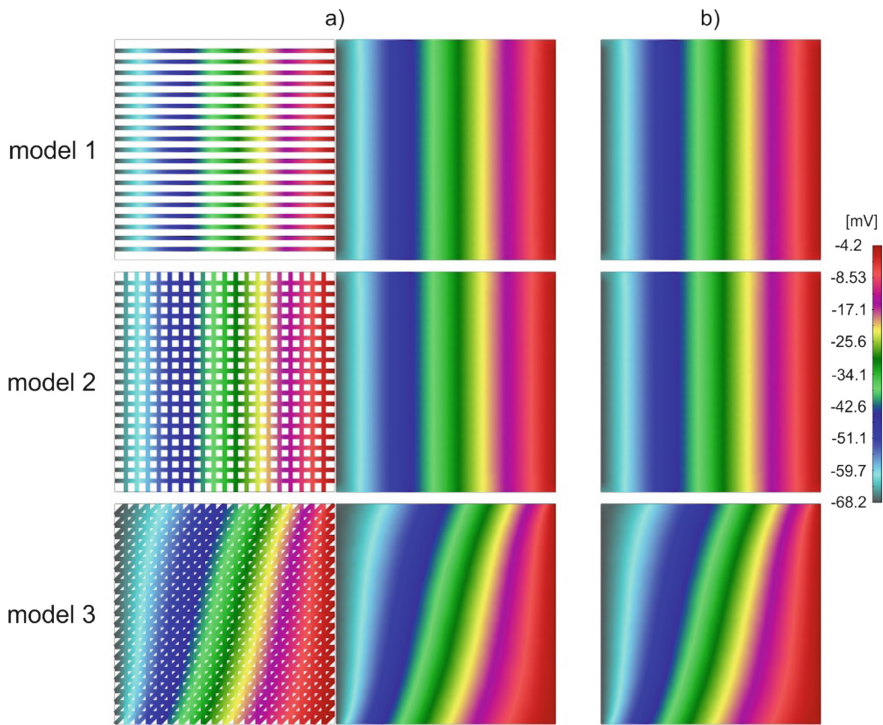 a)
b)
model 1
model 2
model 3
[mV]
-4.2
-8.53
-17.1
-25.6
-34.1
-42.6
-51.1
-59.7
-68.2